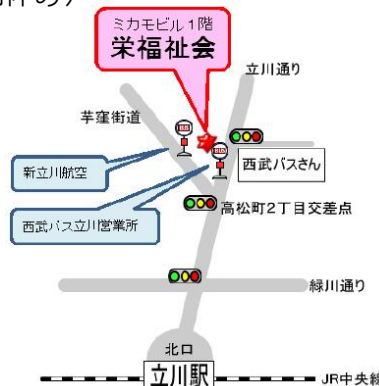 ミカモビル1階
栄福祉会
立川通り
芋窪街道
西武バスさん
新立川航空
西武バス立川営業所
高松町2丁目交差点
緑川通り
北口
立川駅
JR中央線